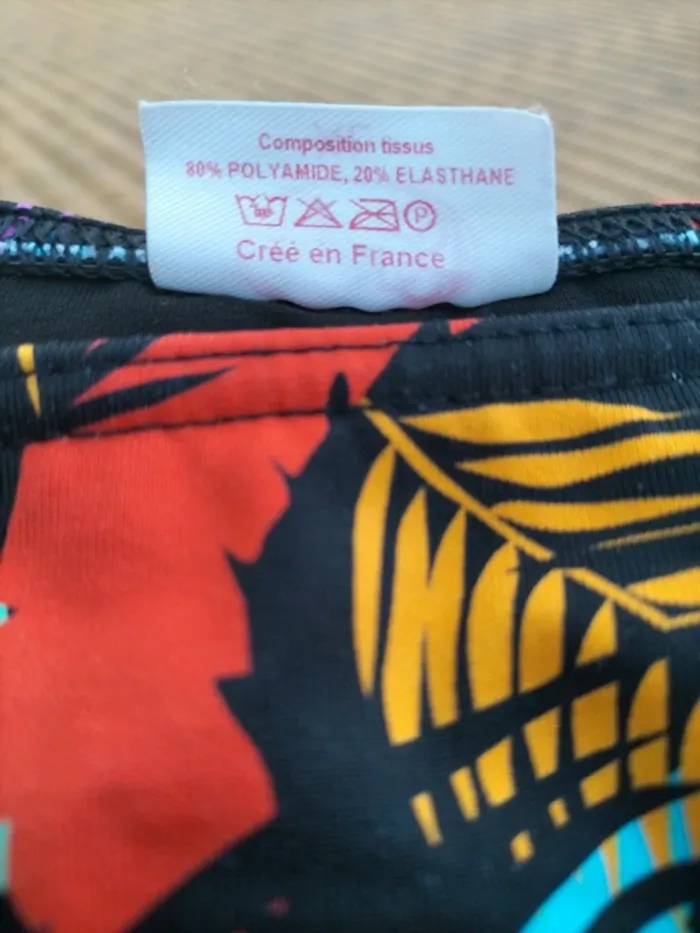 Composition tissus
80% POLYAMIDE, 20% ELASTHANE
P
Créé en France